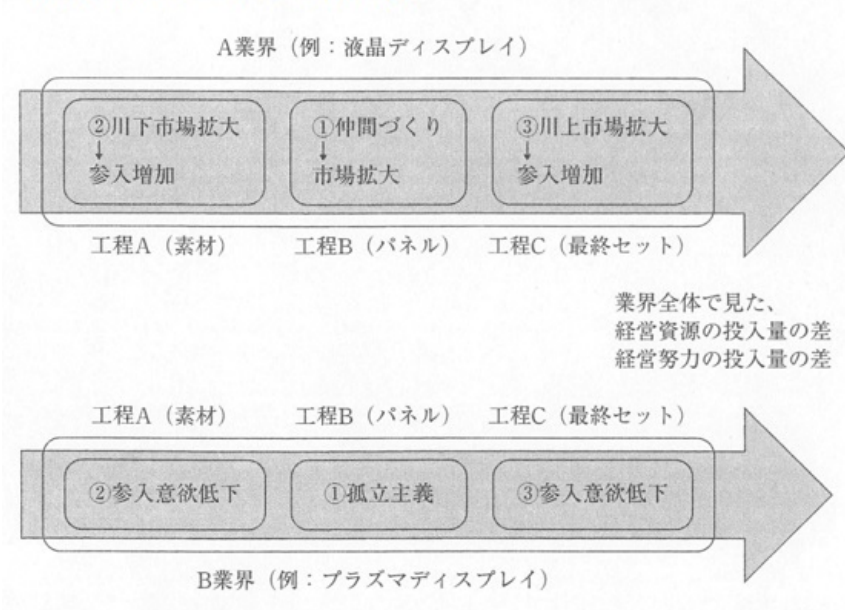 A業界（例：液晶ディスプレイ）
②川下市場拡大
↓
参入増加
①仲間づくり
↓
市場拡大
③川上市場拡大
↓
参入増加
工程A（素材）
工程B（パネル）
工程C（最終セット）
業界全体で見た、
経営資源の投入量の差
経営努力の投入量の差
工程A（素材）
工程B（パネル）
工程C（最終セット）
②参入意欲低下
①孤立主義
③参入意欲低下
B業界（例：プラズマディスプレイ）